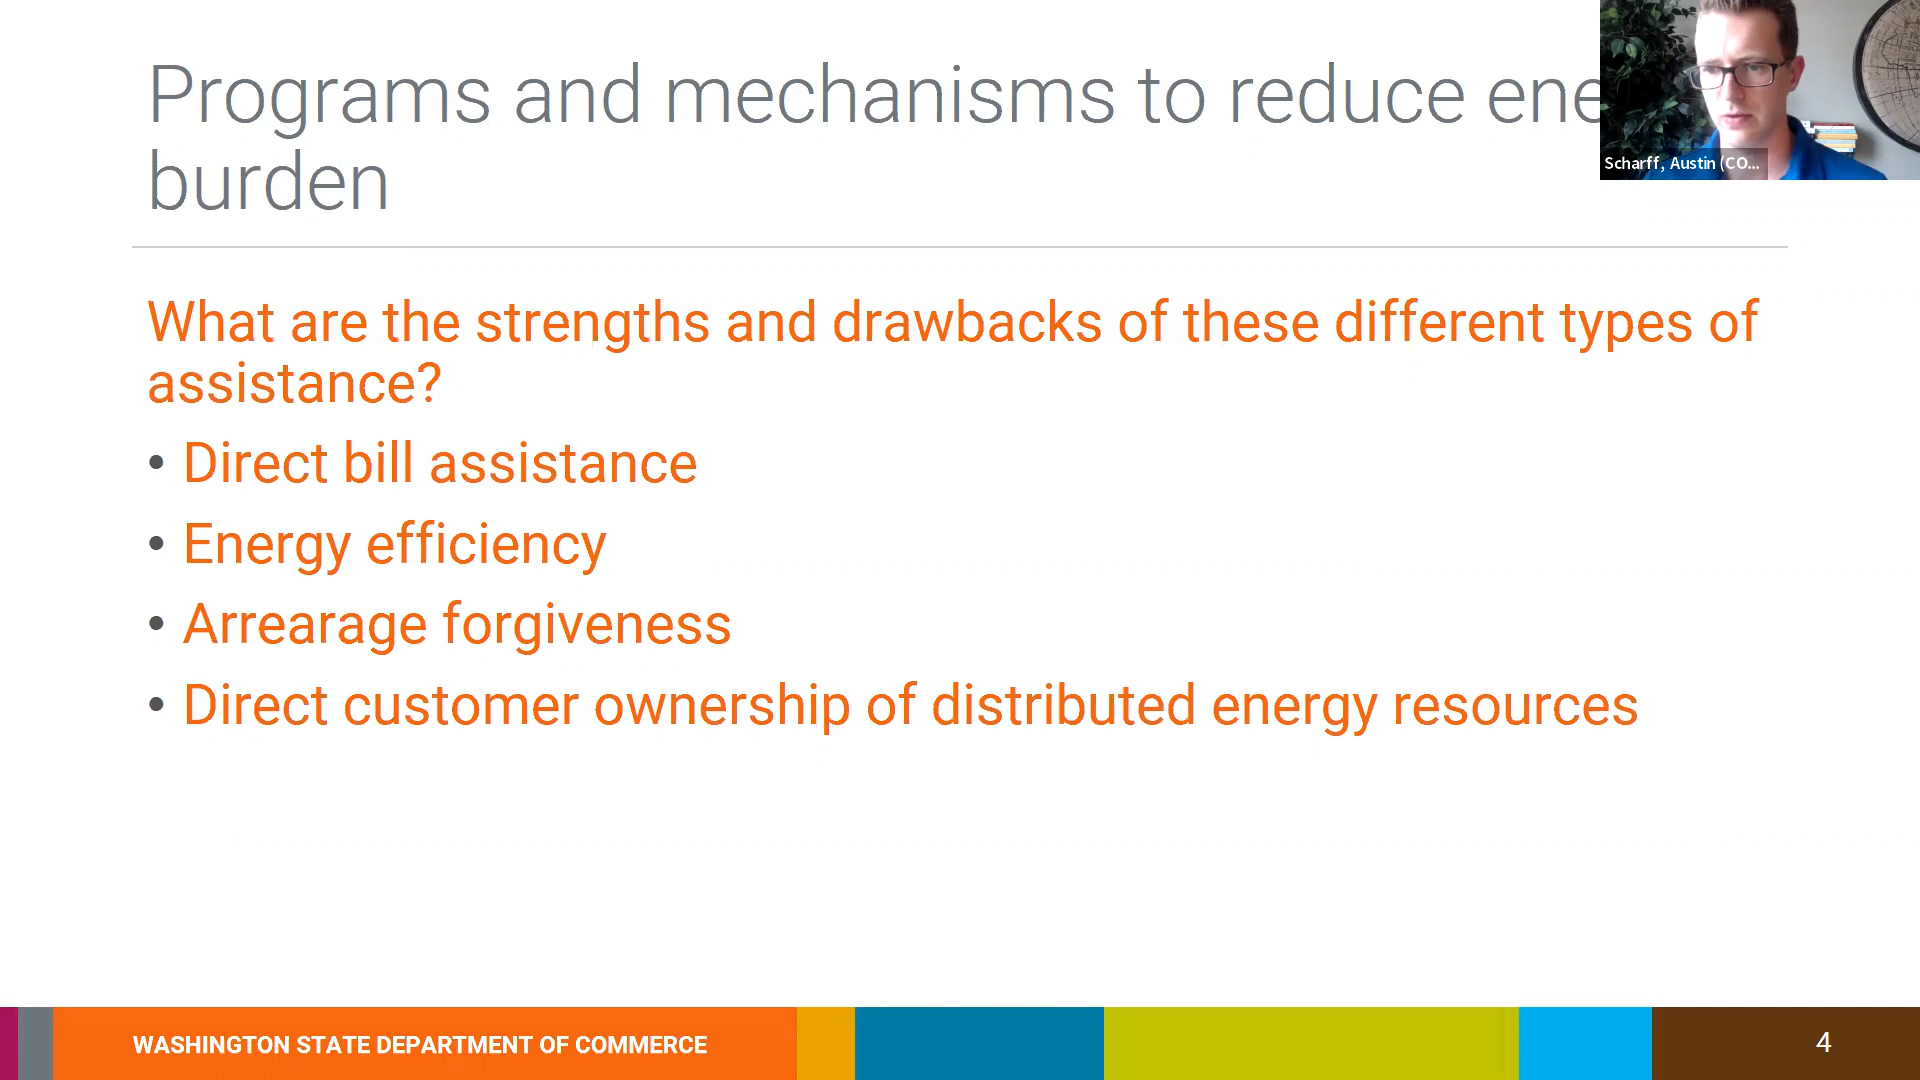 Programs and mechanisms to reduce ene
burden
Scharff, Austin (CO...
What are the strengths and drawbacks of these different types of
assistance?
• Direct bill assistance
• Energy efficiency
• Arrearage forgiveness
• Direct customer ownership of distributed energy resources
WASHINGTON STATE DEPARTMENT OF COMMERCE
4